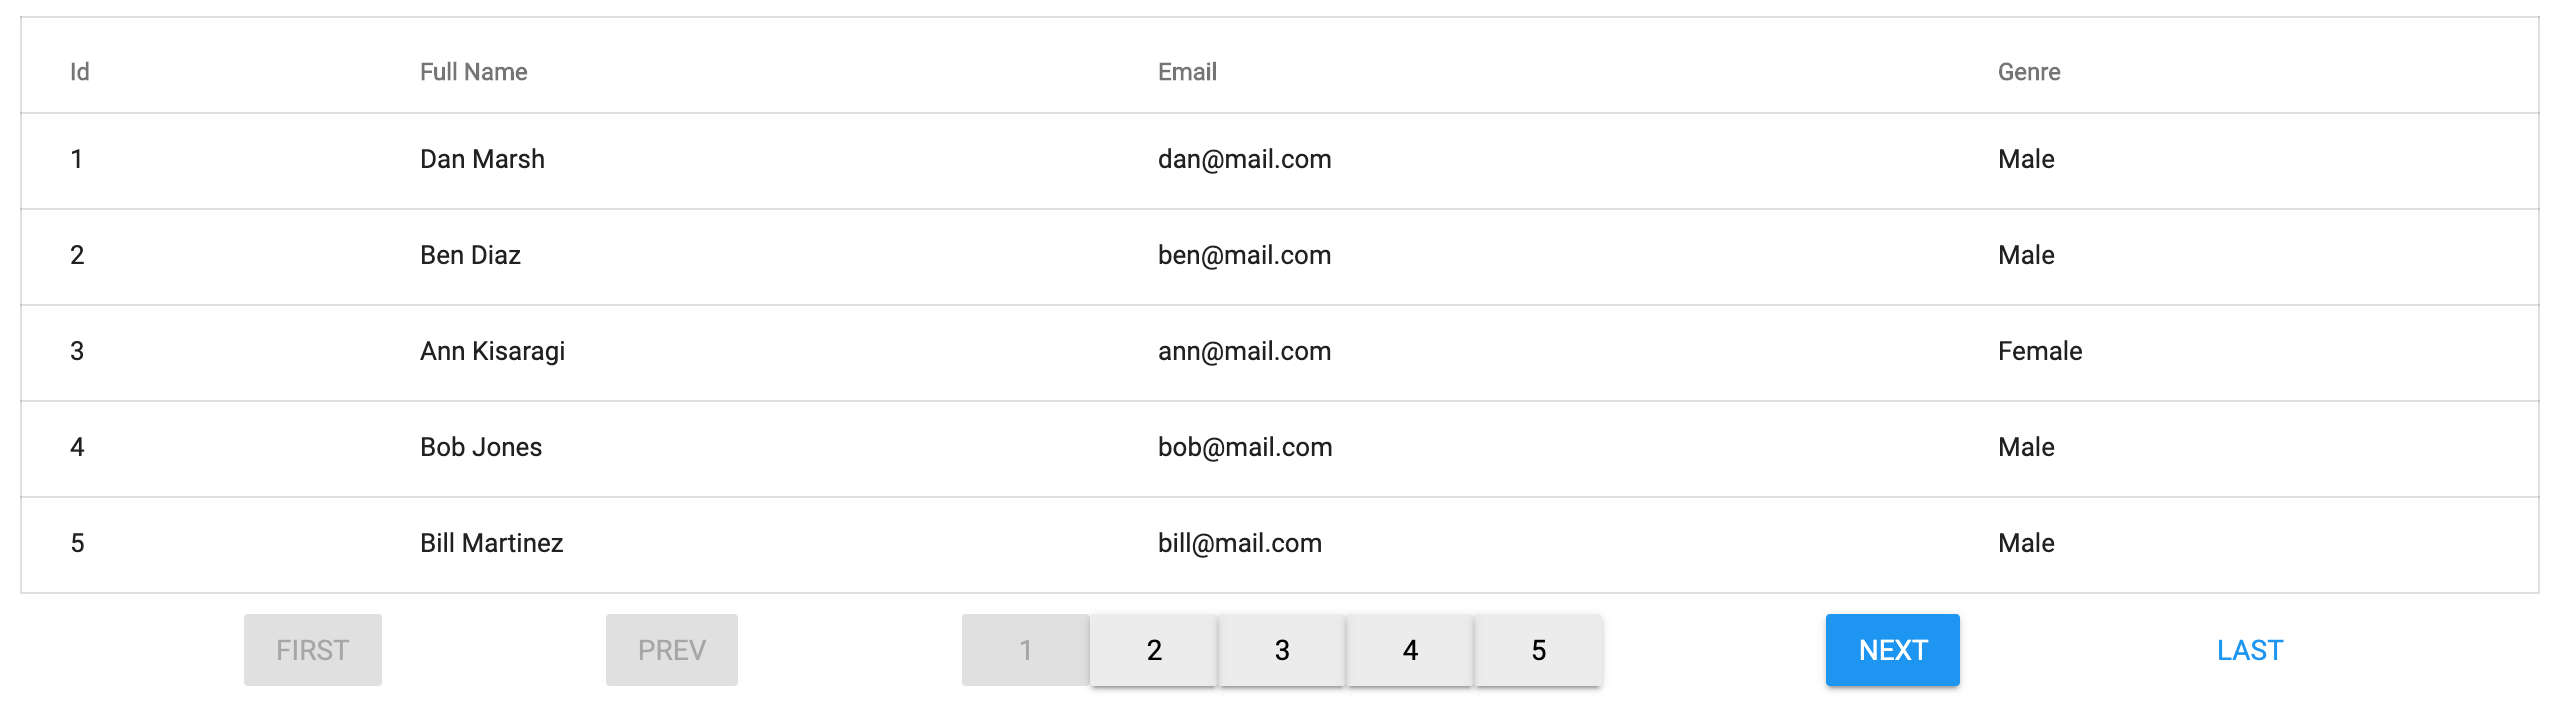 Id Full Name Email Genre
1 Dan Marsh dan@mail.com Male
2 Ben Diaz ben@mail.com Male
3 Ann Kisaragi ann@mail.com Female
4 Bob Jones bob@mail.com Male
5 Bill Martinez bill@mail.com Male
FIRST PREV 1 2 3 4 5 NEXT LAST